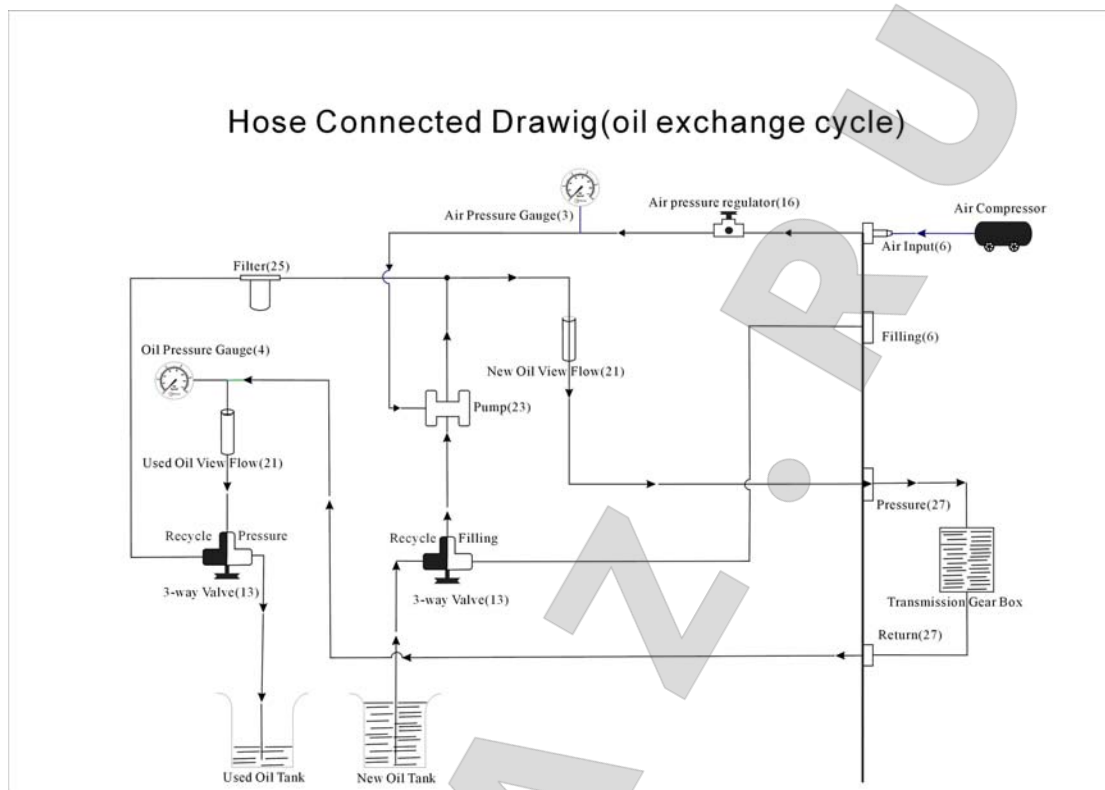 Hose Connected Drawig(oil exchange cycle)
Air Pressure Gauge(3)
Air pressure regulator(16)
Air Compressor
Air Input(6)
Filter(25)
Filling(6)
Oil Pressure Gauge(4)
New Oil View Flow(21)
Pump(23)
Used Oil View Flow(21)
Pressure(27)
Recycle Pressure
Recycle Filling
3-way Valve(13)
3-way Valve(13)
Transmission Gear Box
Return(27)
Used Oil Tank
New Oil Tank
Z.RU